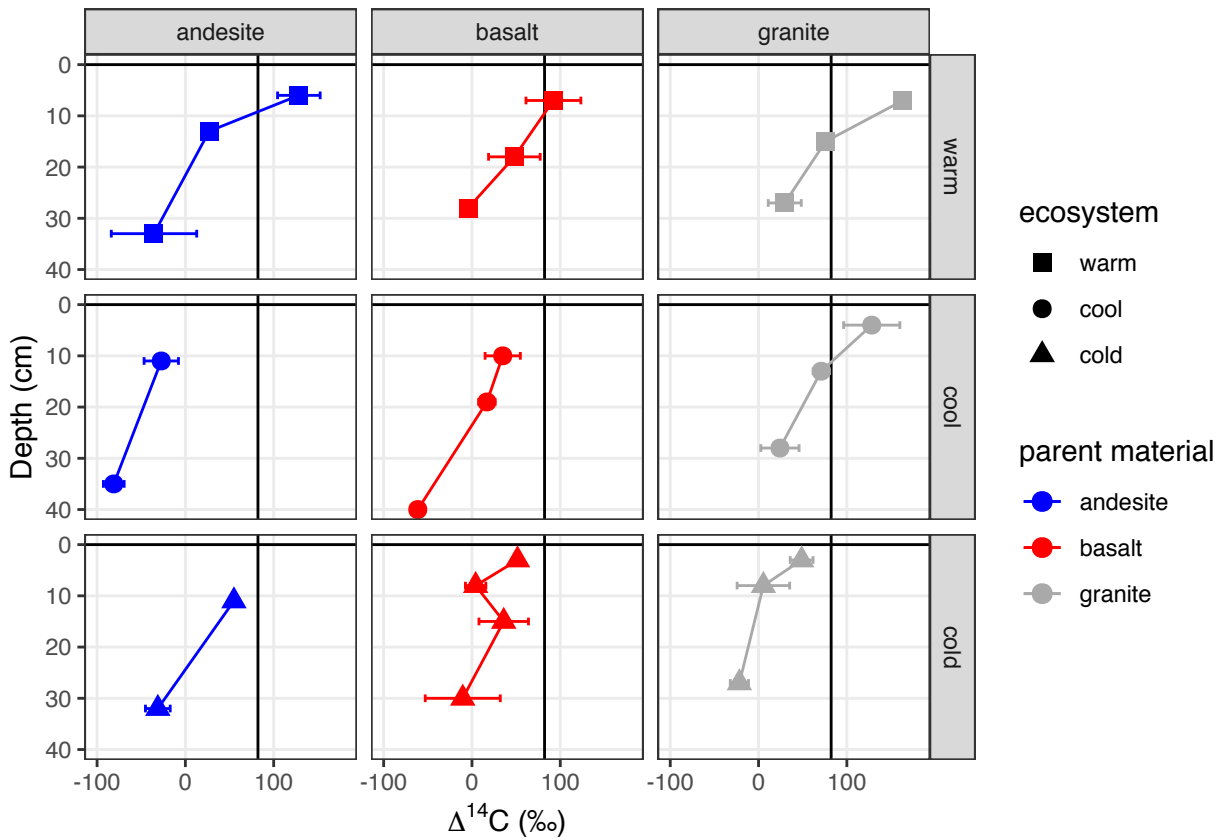 andesite basalt granite
0
10
20
30
40
warm
0
10
20
30
40
cool
0
10
20
30
40
cold
-100 0 100 -100 0 100 -100 0 100
Depth (cm)
Δ¹⁴C (‰)
ecosystem
warm
cool
cold
parent material
andesite
basalt
granite